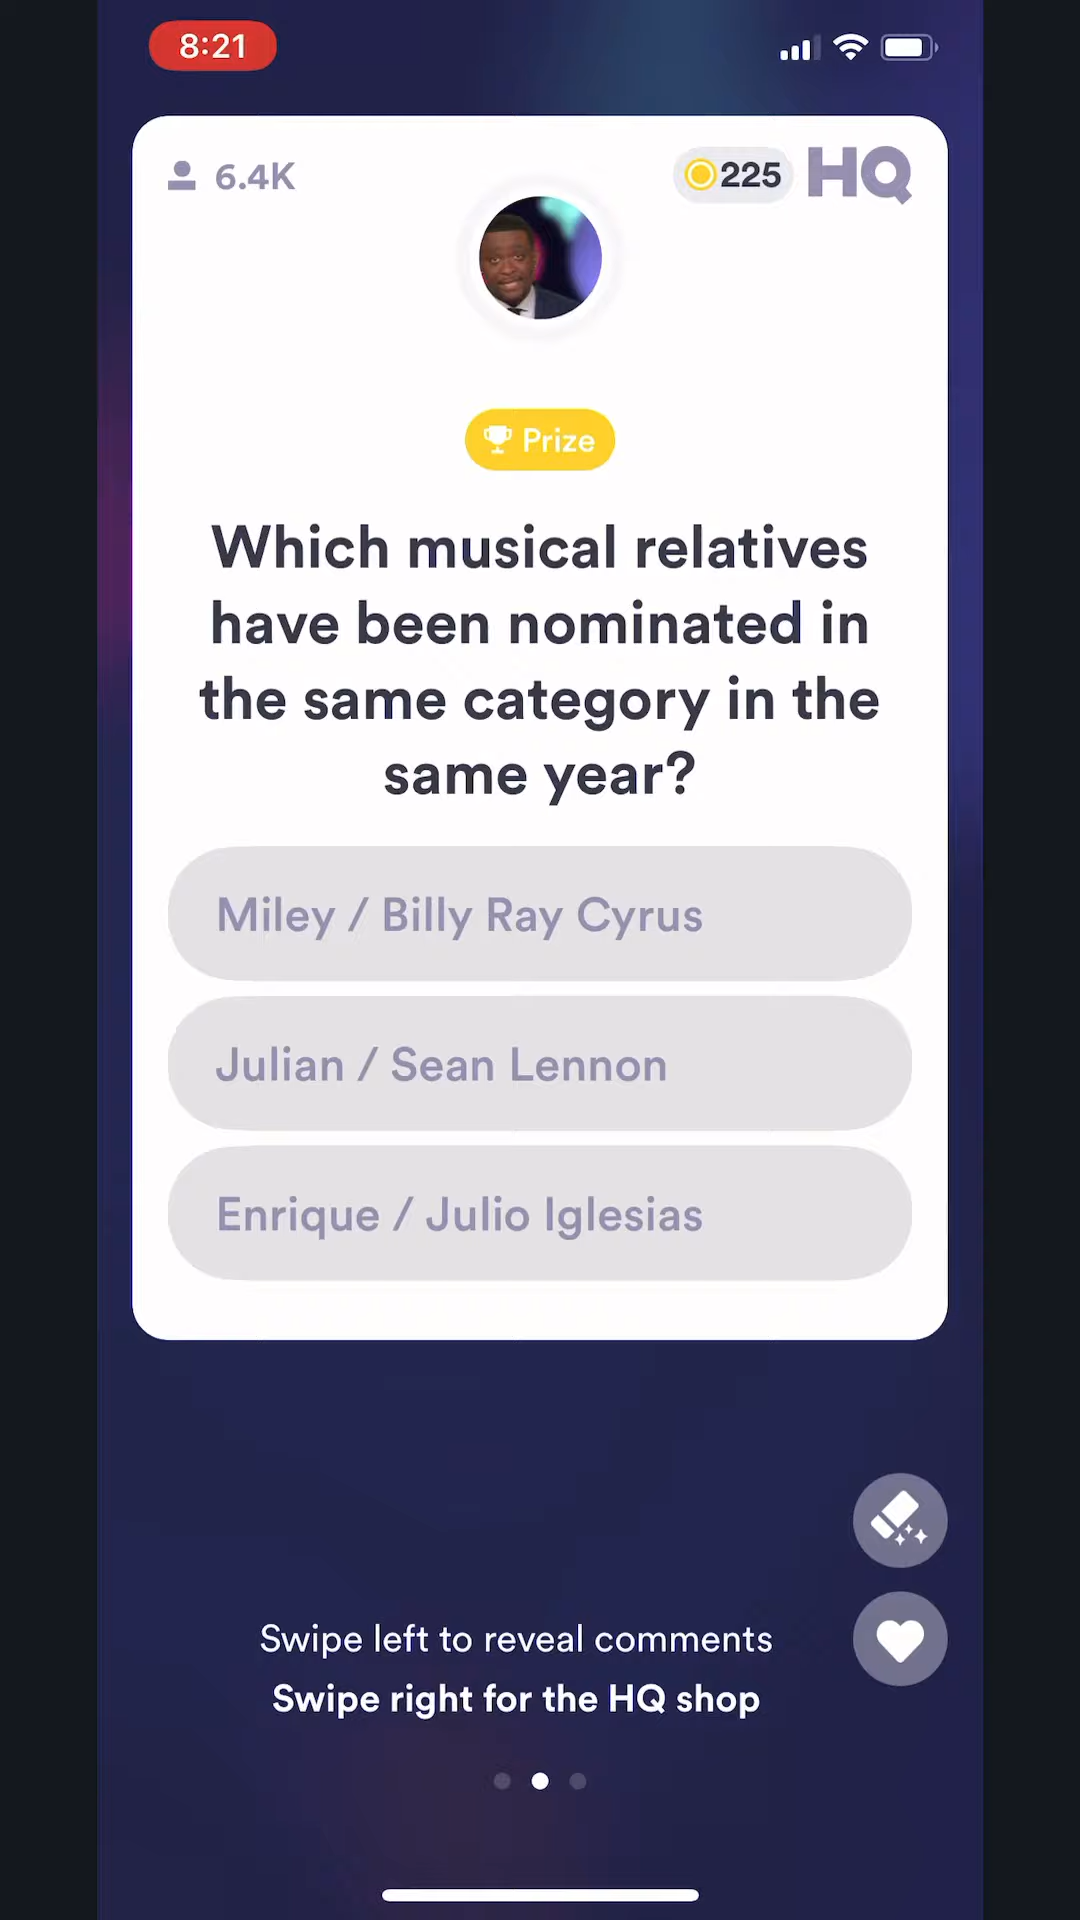 8:21
6.4K
225 HQ
Prize
Which musical relatives
have been nominated in
the same category in the
same year?
Miley / Billy Ray Cyrus
Julian / Sean Lennon
Enrique / Julio Iglesias
Swipe left to reveal comments
Swipe right for the HQ shop